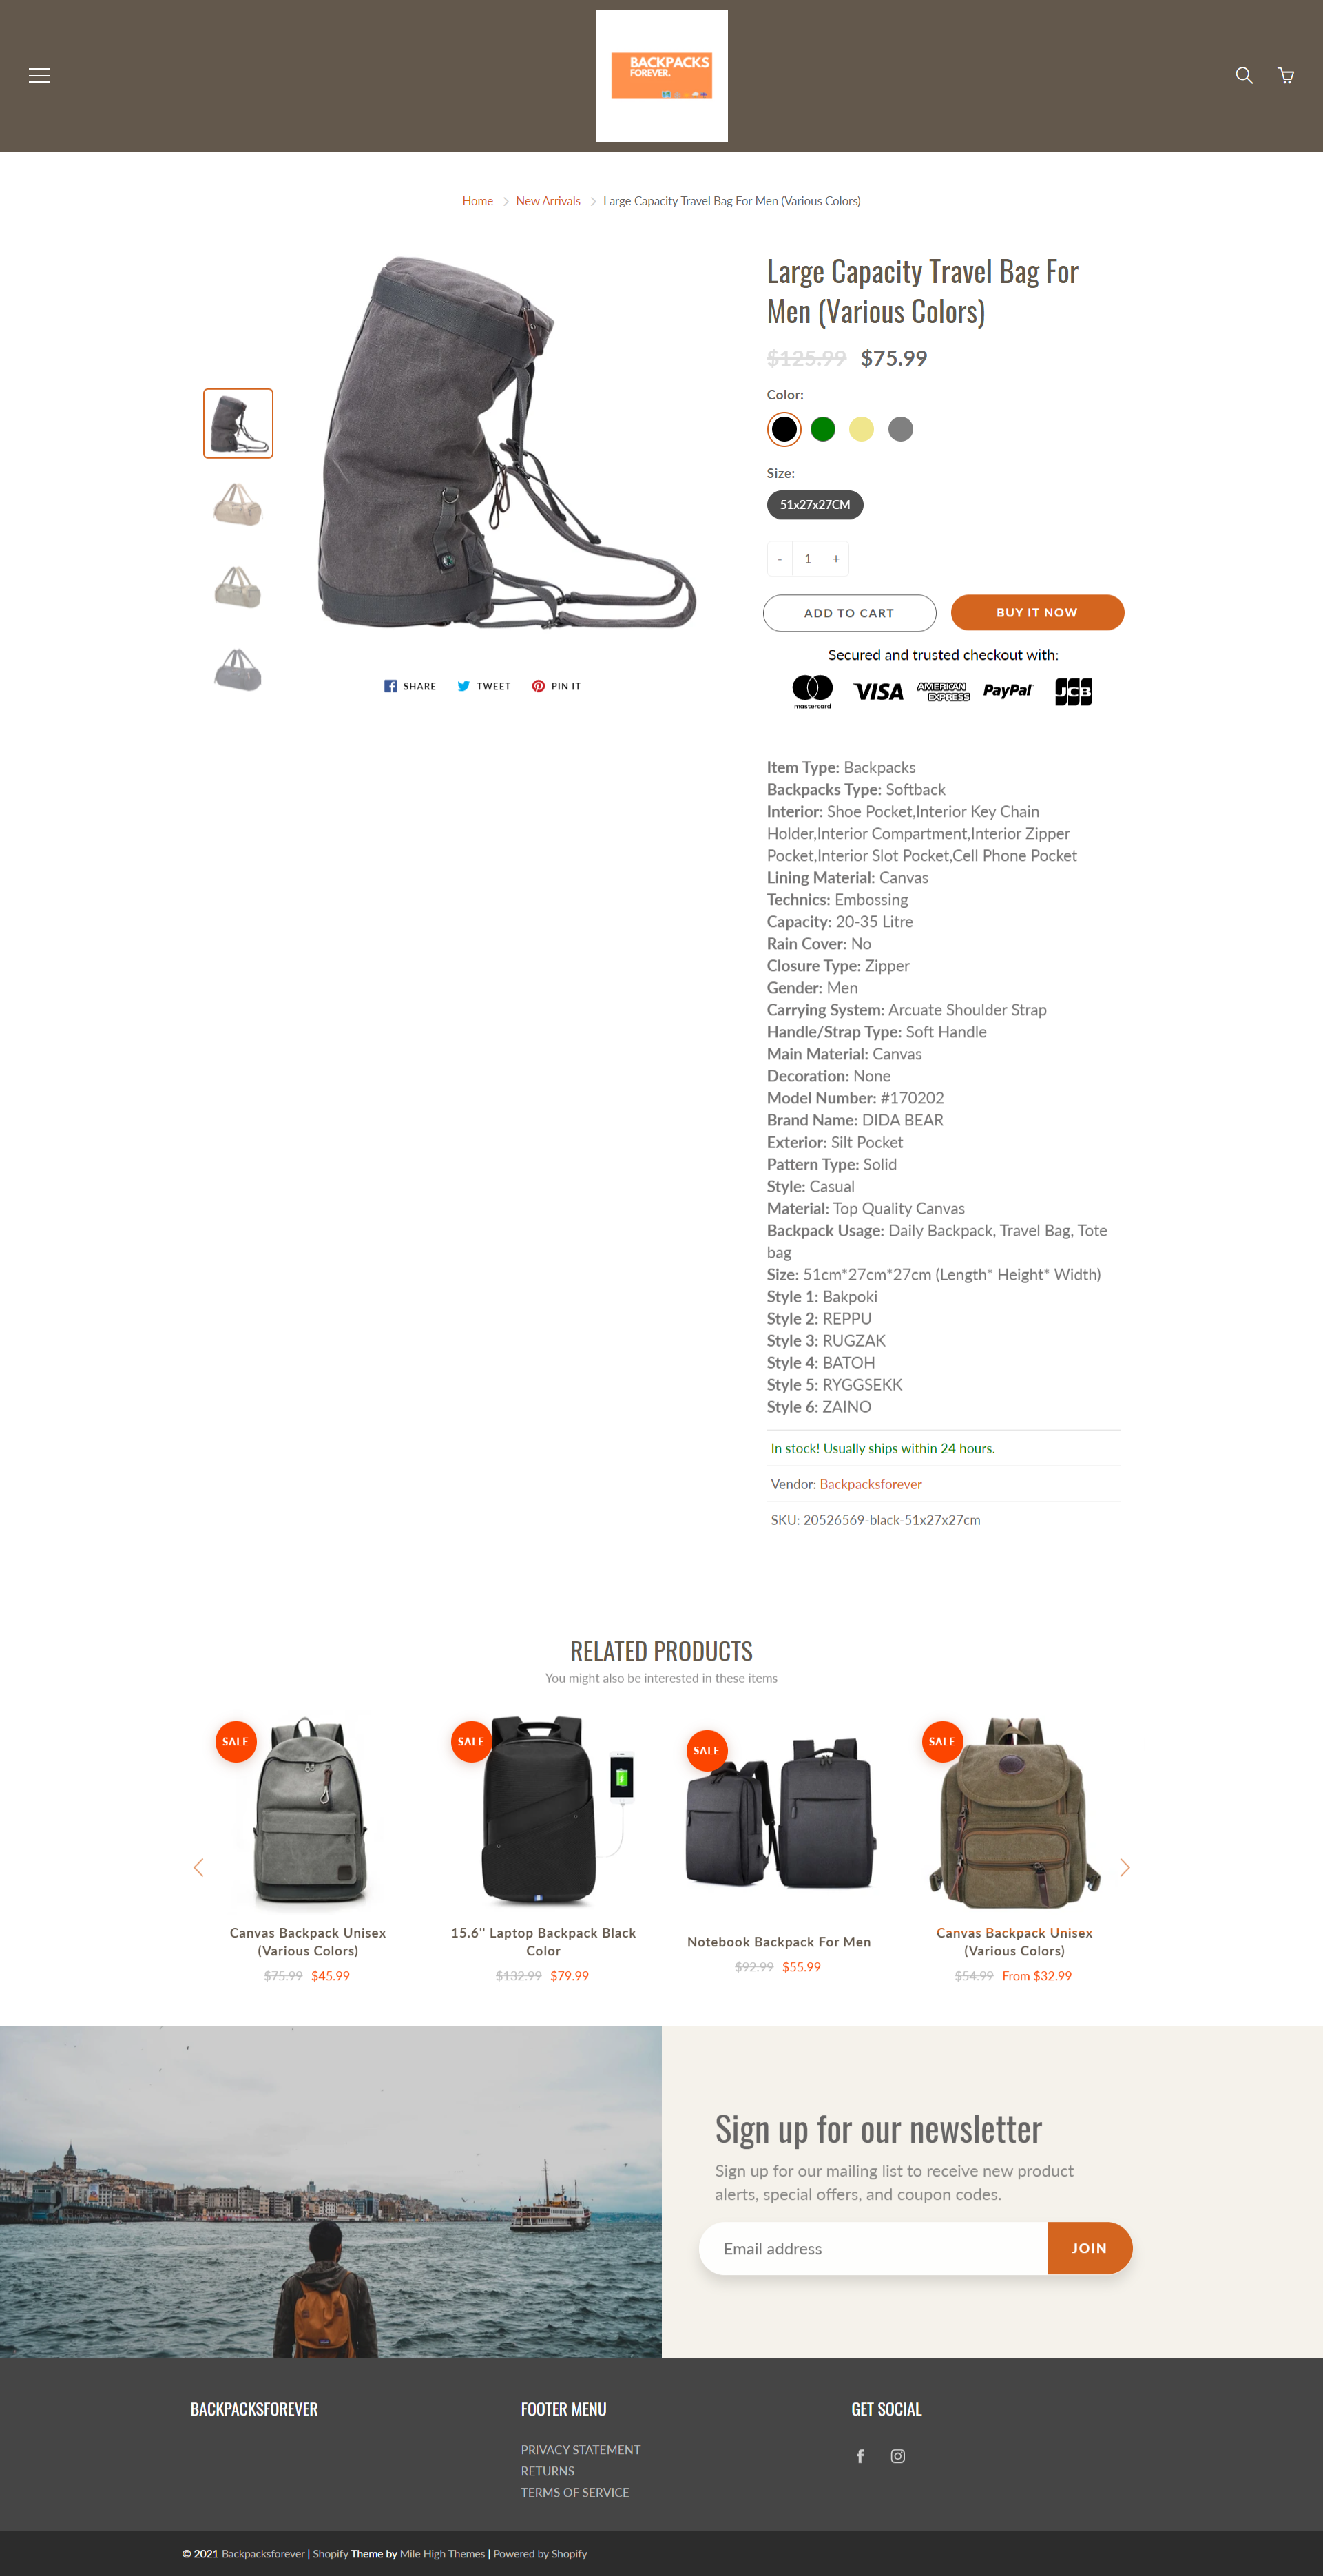 BACKPACKS
FOREVER.
Home > New Arrivals > Large Capacity Travel Bag For Men (Various Colors)
Large Capacity Travel Bag For
Men (Various Colors)
$125.99 $75.99
Color:
Size:
51x27x27CM
- 1 +
ADD TO CART
BUY IT NOW
Secured and trusted checkout with:
mastercard
VISA
AMERICAN
EXPRESS
PayPal
JCB
SHARE
TWEET
PIN IT
Item Type: Backpacks
Backpacks Type: Softback
Interior: Shoe Pocket,Interior Key Chain
Holder,Interior Compartment,Interior Zipper
Pocket,Interior Slot Pocket,Cell Phone Pocket
Lining Material: Canvas
Technics: Embossing
Capacity: 20-35 Litre
Rain Cover: No
Closure Type: Zipper
Gender: Men
Carrying System: Arcuate Shoulder Strap
Handle/Strap Type: Soft Handle
Main Material: Canvas
Decoration: None
Model Number: #170202
Brand Name: DIDA BEAR
Exterior: Silt Pocket
Pattern Type: Solid
Style: Casual
Material: Top Quality Canvas
Backpack Usage: Daily Backpack, Travel Bag, Tote
bag
Size: 51cm*27cm*27cm (Length* Height* Width)
Style 1: Bakpoki
Style 2: REPPU
Style 3: RUGZAK
Style 4: BATOH
Style 5: RYGGSEKK
Style 6: ZAINO
In stock! Usually ships within 24 hours.
Vendor: Backpacksforever
SKU: 20526569-black-51x27x27cm
RELATED PRODUCTS
You might also be interested in these items
SALE
Canvas Backpack Unisex
(Various Colors)
$75.99 $45.99
SALE
15.6'' Laptop Backpack Black
Color
$132.99 $79.99
SALE
Notebook Backpack For Men
$92.99 $55.99
SALE
Canvas Backpack Unisex
(Various Colors)
$54.99 From $32.99
Sign up for our newsletter
Sign up for our mailing list to receive new product
alerts, special offers, and coupon codes.
Email address
JOIN
BACKPACKSFOREVER
FOOTER MENU
PRIVACY STATEMENT
RETURNS
TERMS OF SERVICE
GET SOCIAL
© 2021 Backpacksforever | Shopify Theme by Mile High Themes | Powered by Shopify